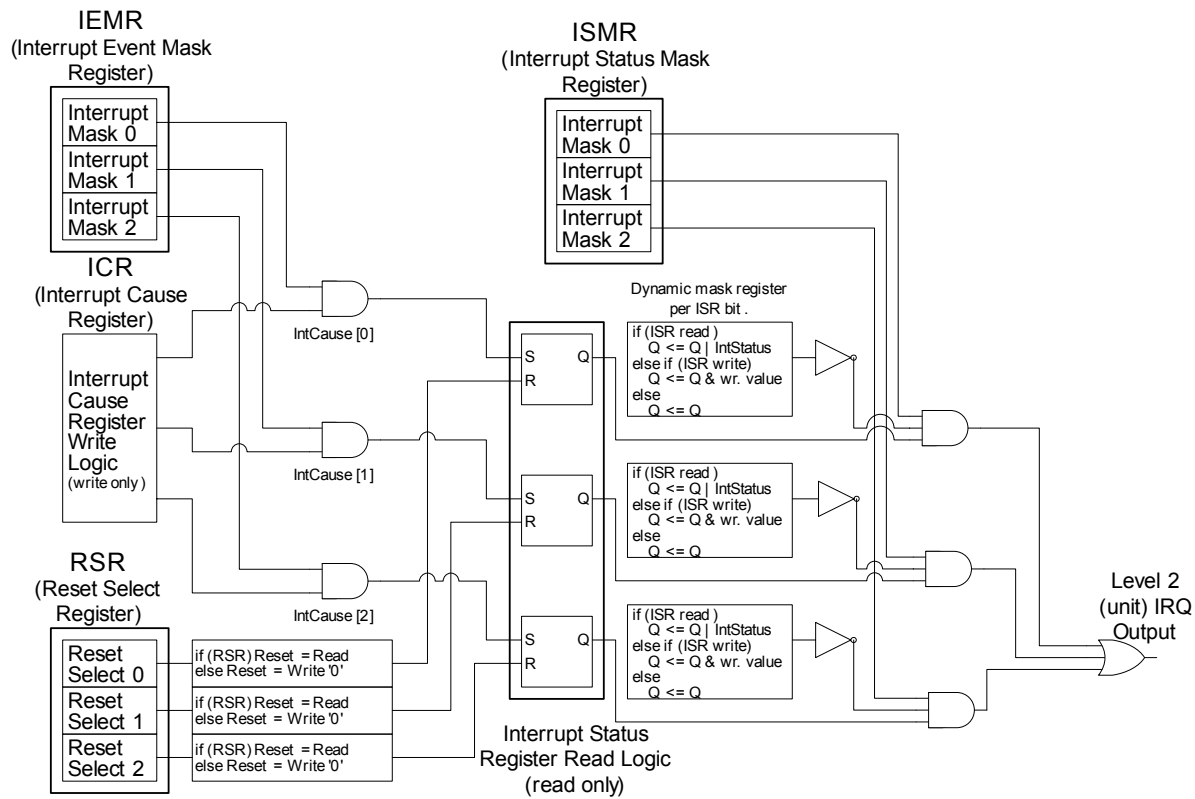 IEMR
(Interrupt Event Mask
Register)
Interrupt
Mask 0
Interrupt
Mask 1
Interrupt
Mask 2
ICR
(Interrupt Cause
Register)
Interrupt
Cause
Register
Write
Logic
(write only )
RSR
(Reset Select
Register)
Reset
Select 0
Reset
Select 1
Reset
Select 2
if (RSR) Reset = Read
else Reset = Write '0'
if (RSR) Reset = Read
else Reset = Write '0'
if (RSR) Reset = Read
else Reset = Write '0'
IntCause [0]
IntCause [1]
IntCause [2]
ISMR
(Interrupt Status Mask
Register)
Interrupt
Mask 0
Interrupt
Mask 1
Interrupt
Mask 2
S Q
R
S Q
R
S Q
R
Interrupt Status
Register Read Logic
(read only)
Dynamic mask register
per ISR bit .
if (ISR read )
Q <= Q | IntStatus
else if (ISR write)
Q <= Q & wr. value
else
Q <= Q
if (ISR read )
Q <= Q | IntStatus
else if (ISR write)
Q <= Q & wr. value
else
Q <= Q
if (ISR read )
Q <= Q | IntStatus
else if (ISR write)
Q <= Q & wr. value
else
Q <= Q
Level 2
(unit) IRQ
Output